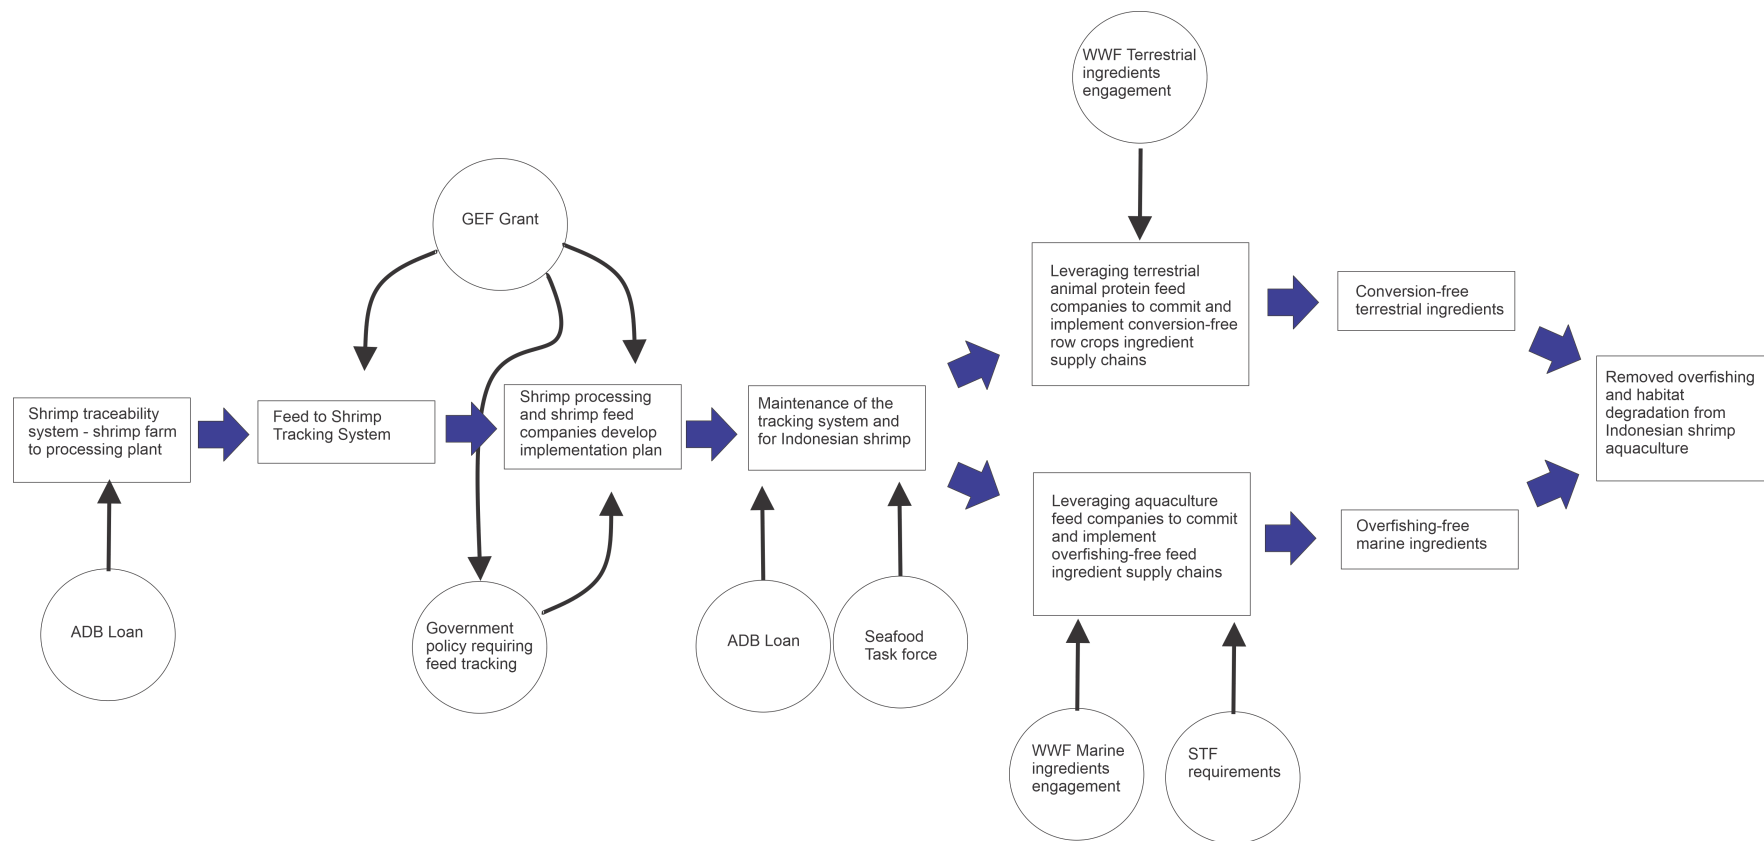 WWF Terrestrial
ingredients
engagement
GEF Grant
Leveraging terrestrial
animal protein feed
companies to commit and
implement conversion-free
row crops ingredient
supply chains
Conversion-free
terrestrial ingredients
Shrimp traceability
system - shrimp farm
to processing plant
Feed to Shrimp
Tracking System
Shrimp processing
and shrimp feed
companies develop
implementation plan
Maintenance of the
tracking system and
for Indonesian shrimp
Removed overfishing
and habitat
degradation from
Indonesian shrimp
aquaculture
Leveraging aquaculture
feed companies to commit
and implement
overfishing-free feed
ingredient supply chains
Overfishing-free
marine ingredients
ADB Loan
Government
policy requiring
feed tracking
ADB Loan
Seafood
Task force
WWF Marine
ingredients
engagement
STF
requirements